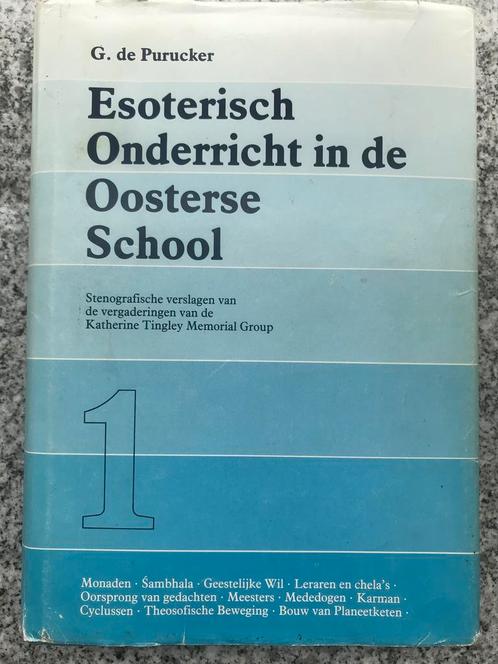 G. de Purucker
Esoterisch
Onderricht in de
Oosterse
School
Stenografische verslagen van
de vergaderingen van de
Katherine Tingley Memorial Group
1
Monaden · Śambhala · Geestelijke Wil · Leraren en chela's ·
Oorsprong van gedachten · Meesters · Mededogen · Karman ·
Cyclussen · Theosofische Beweging · Bouw van Planeetketen ·